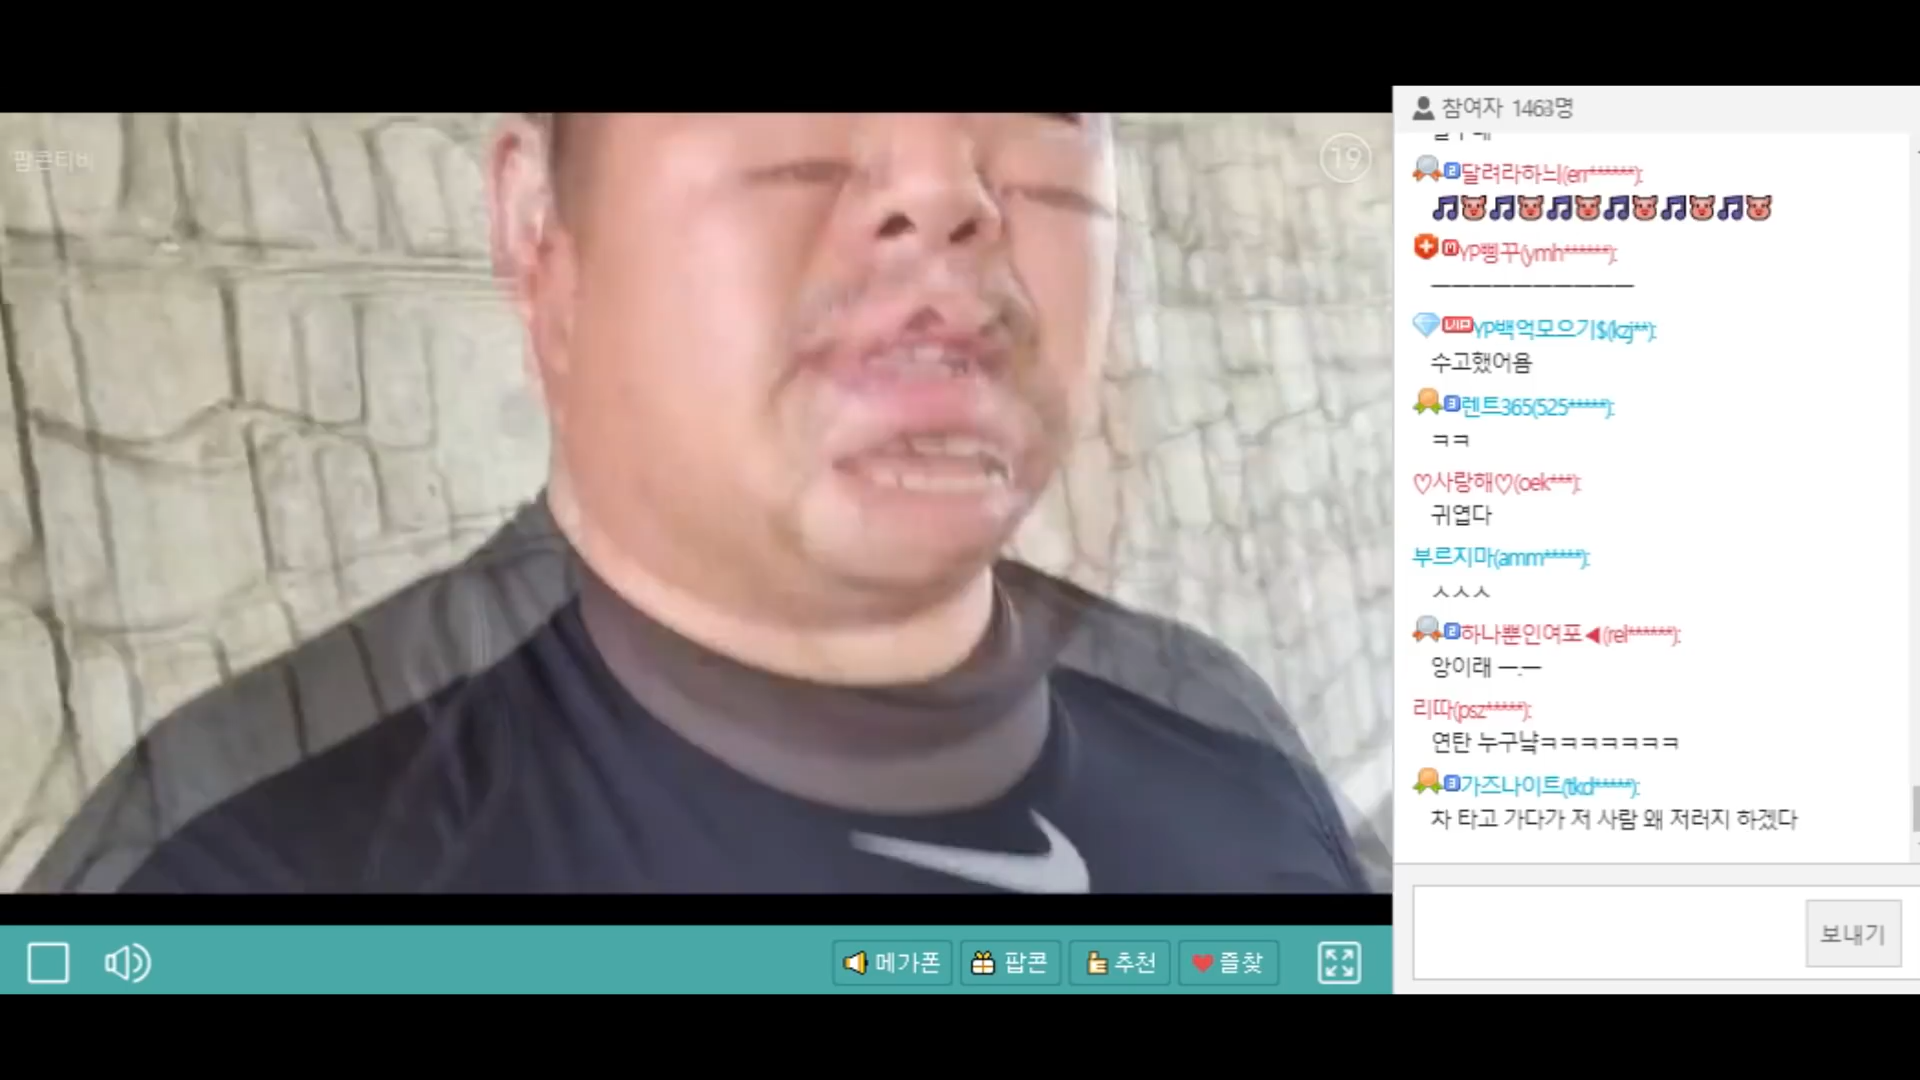 팝콘티비
19
참여자 1463명
달려라하늬(err******):
🎵🐷🎵🐷🎵🐷🎵🐷🎵🐷🎵🐷
YP삥꾸(ymh******):
ㅡㅡㅡㅡㅡㅡㅡㅡㅡㅡ
VIP YP백억모으기$(kzj**):
수고했어욤
렌트365(525*****):
ㅋㅋ
♡사랑해♡(oek***):
귀엽다
부르지마(amm*****):
ㅅㅅㅅ
하나뿐인여포◀(rel******):
앙이래 ㅡ.ㅡ
리따(psz*****):
연탄 누구냨ㅋㅋㅋㅋㅋㅋㅋ
가즈나이트(tkd*****):
차 타고 가다가 저 사람 왜 저러지 하겠다
보내기
메가폰 팝콘 추천 즐찾